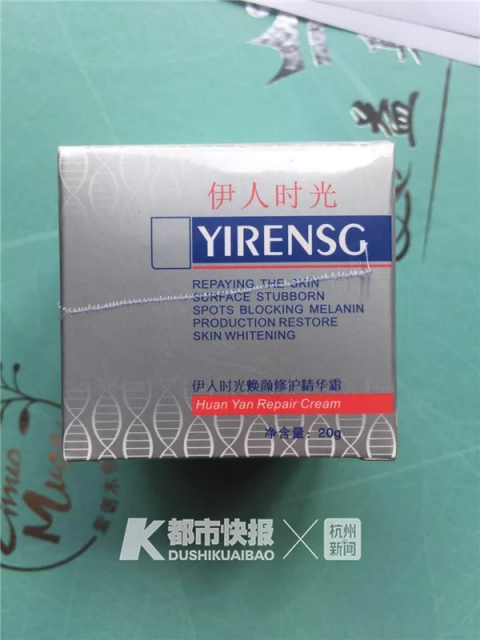 伊人时光
YIRENSG
REPAYING THE SKIN
SURFACE STUBBORN
SPOTS BLOCKING MELANIN
PRODUCTION RESTORE
SKIN WHITENING
伊人时光焕颜修护精华霜
Huan Yan Repair Cream
净含量: 20g
K都市快报
DUSHIKUAIBAO
杭州
新闻